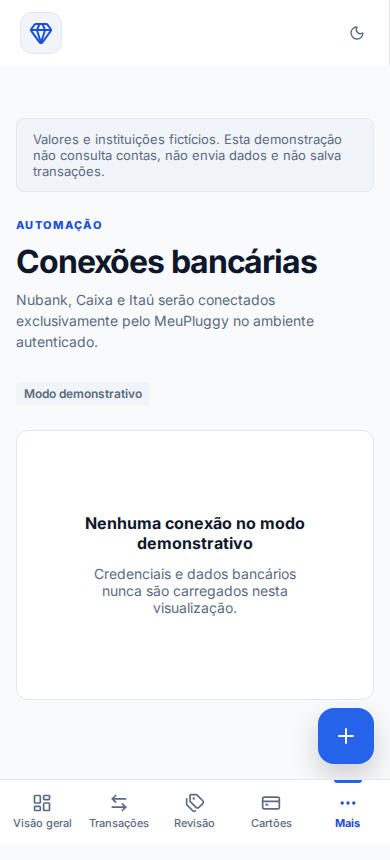 Valores e instituições fictícios. Esta demonstração
não consulta contas, não envia dados e não salva
transações.
AUTOMAÇÃO
Conexões bancárias
Nubank, Caixa e Itaú serão conectados
exclusivamente pelo MeuPluggy no ambiente
autenticado.
Modo demonstrativo
Nenhuma conexão no modo
demonstrativo
Credenciais e dados bancários
nunca são carregados nesta
visualização.
Visão geral
Transações
Revisão
Cartões
Mais